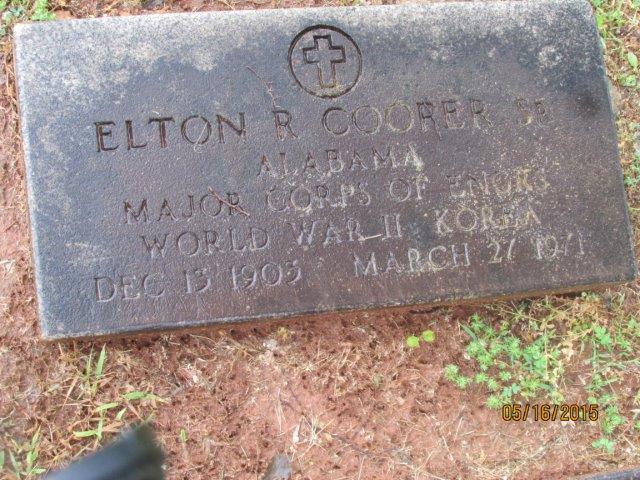 ELTON R COOPER SR
ALABAMA
MAJOR CORPS OF ENGRS
WORLD WAR II KOREA
DEC 13 1903 MARCH 27 1971
05/16/2015